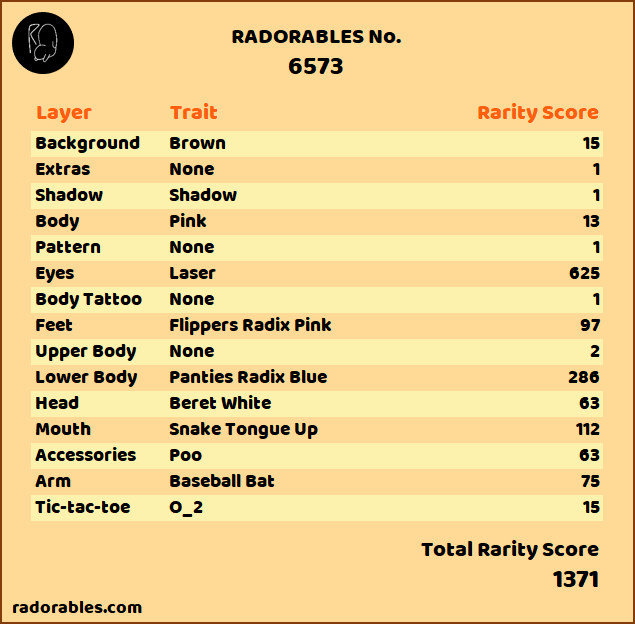 RADORABLES No.
6573
Layer Trait Rarity Score
Background Brown 15
Extras None 1
Shadow Shadow 1
Body Pink 13
Pattern None 1
Eyes Laser 625
Body Tattoo None 1
Feet Flippers Radix Pink 97
Upper Body None 2
Lower Body Panties Radix Blue 286
Head Beret White 63
Mouth Snake Tongue Up 112
Accessories Poo 63
Arm Baseball Bat 75
Tic-tac-toe O_2 15
Total Rarity Score
1371
radorables.com